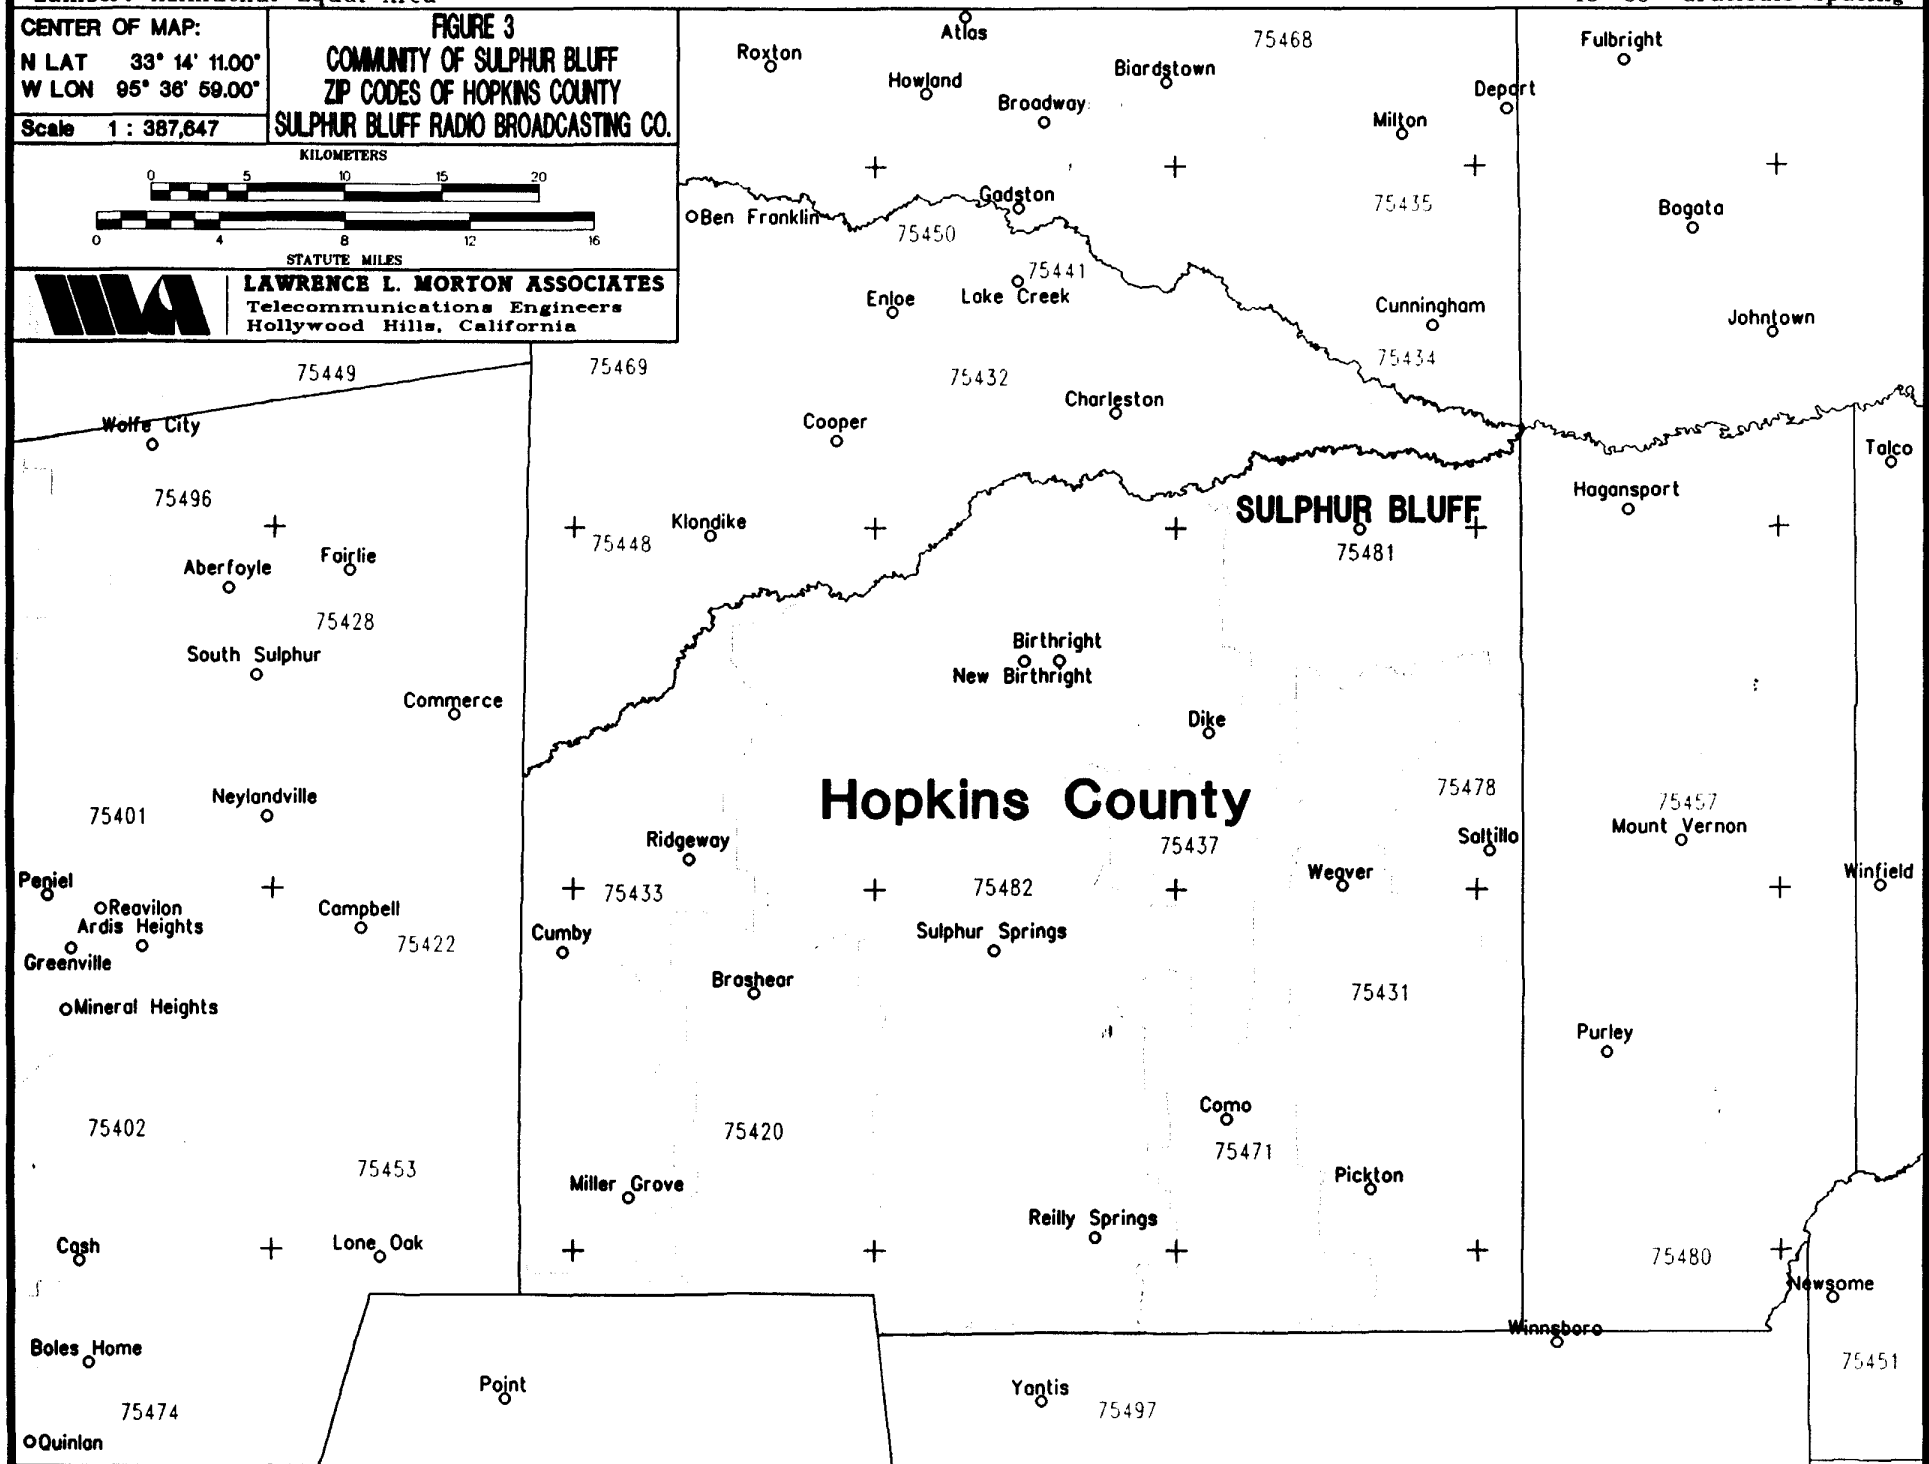 CENTER OF MAP:
N LAT 33° 14' 11.00"
W LON 95° 36' 59.00"
Scale 1 : 387,647
FIGURE 3
COMMUNITY OF SULPHUR BLUFF
ZIP CODES OF HOPKINS COUNTY
SULPHUR BLUFF RADIO BROADCASTING CO.
KILOMETERS
0 5 10 15 20
0 4 8 12 16
STATUTE MILES
LAWRENCE L. MORTON ASSOCIATES
Telecommunications Engineers
Hollywood Hills, California
Atlas
75468
Fulbright
Roxton
Howland
Biardstown
Broadway
Deport
Milton
Gadston
75435
Ben Franklin
75450
Bogata
75441
Lake Creek
Enloe
Cunningham
Johntown
75434
75449
75469
75432
Charleston
Wolfe City
Cooper
Talco
75496
Hagansport
SULPHUR BLUFF
Klondike
75448
75481
Fairlie
Aberfoyle
75428
South Sulphur
Birthright
New Birthright
Commerce
Dike
Hopkins County
75478
Neylandville
75401
75457
Mount Vernon
Ridgeway
75437
Saltillo
Peniel
75433
75482
Weaver
Winfield
Reavilon
Ardis Heights
Campbell
75422
Cumby
Sulphur Springs
Greenville
Brashear
75431
Mineral Heights
Purley
Como
75402
75420
75471
75453
Miller Grove
Pickton
Reilly Springs
Cash
Lone Oak
75480
Newsome
Winnsboro
Boles Home
75451
Point
Yantis
75474
75497
Quinlan